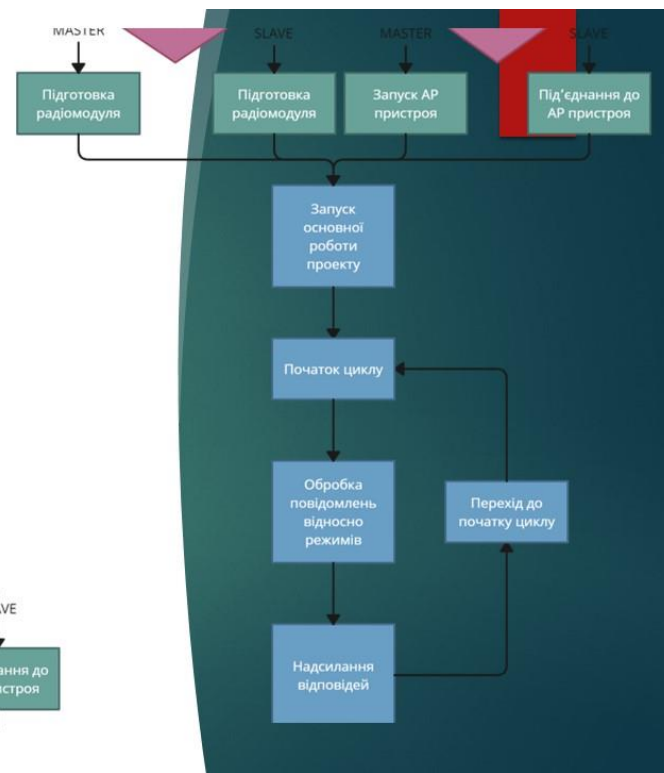 MASTER
SLAVE
MASTER
SLAVE
Підготовка
радіомодуля
Підготовка
радіомодуля
Запуск AP
пристроя
Під’єднання до
AP пристроя
Запуск
основної
роботи
проекту
Початок циклу
Обробка
повідомлень
відносно
режимів
Перехід до
початку циклу
Надсилання
відповідей
AVE
ання до
истроя